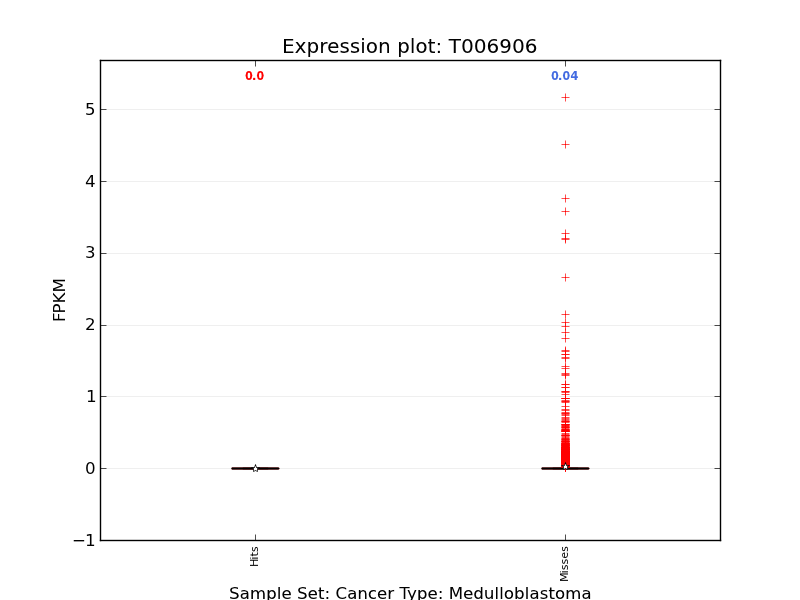 Expression plot: T006906
0.0
0.04
5
4
3
2
1
0
−1
FPKM
Hits
Misses
Sample Set: Cancer Type: Medulloblastoma